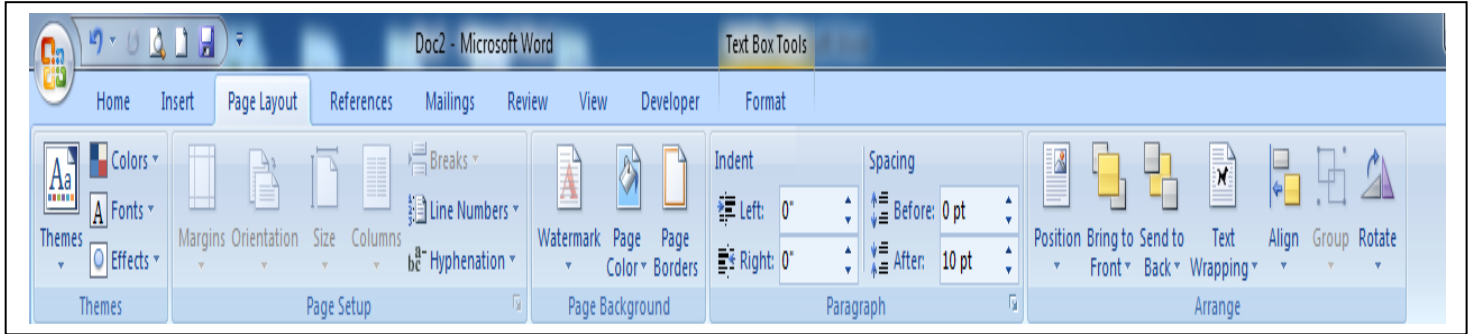 Doc2 - Microsoft Word Text Box Tools
Home Insert Page Layout References Mailings Review View Developer Format
Aa Colors Breaks Indent Spacing
A Fonts Line Numbers Left: 0" Before: 0 pt
Themes Effects Margins Orientation Size Columns bca- Hyphenation Watermark Page Color Page Borders Right: 0" After: 10 pt Position Bring to Front Send to Back Text Wrapping Align Group Rotate
Themes Page Setup Page Background Paragraph Arrange